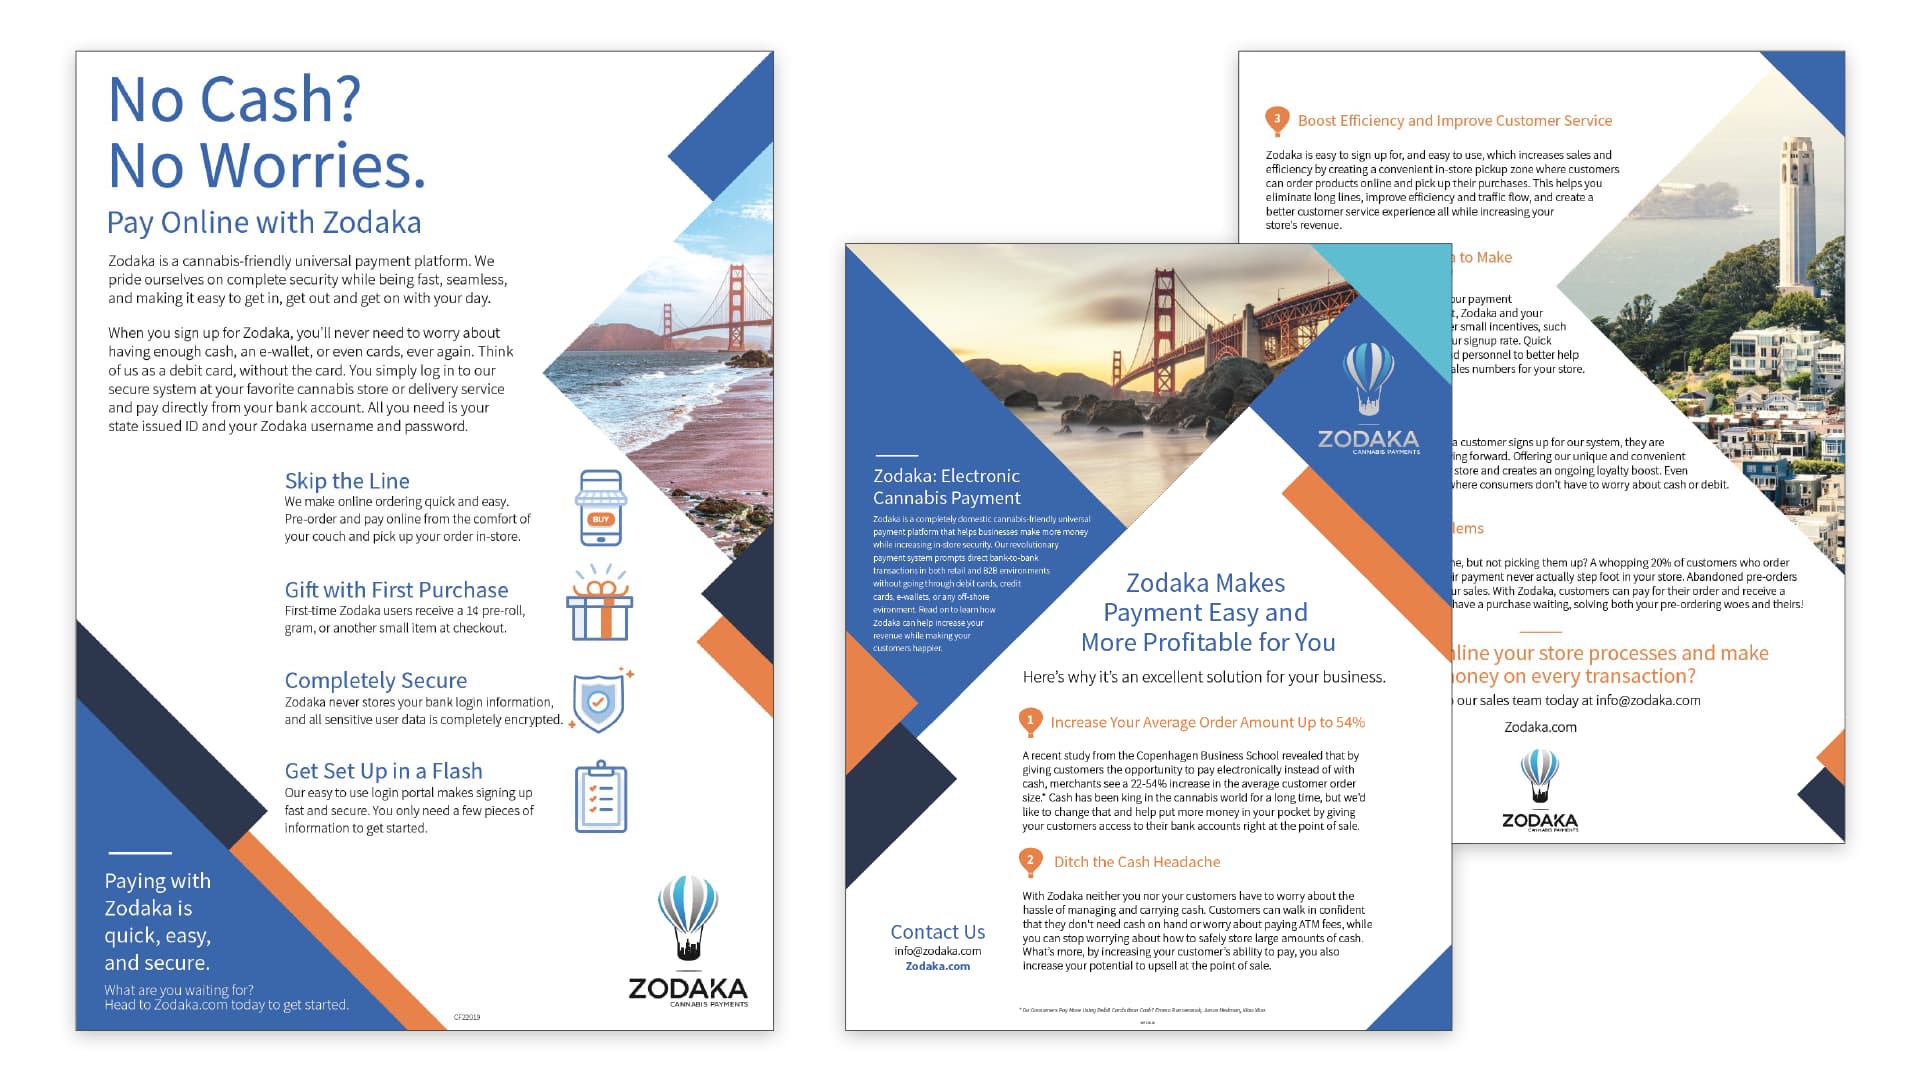 No Cash?
No Worries.
Pay Online with Zodaka
Zodaka is a cannabis-friendly universal payment platform. We
pride ourselves on complete security while being fast, seamless,
and making it easy to get in, get out and get on with your day.
When you sign up for Zodaka, you'll never need to worry about
having enough cash, an e-wallet, or even cards, ever again. Think
of us as a debit card, without the card. You simply log in to our
secure system at your favorite cannabis store or delivery service
and pay directly from your bank account. All you need is your
state issued ID and your Zodaka username and password.
Skip the Line
We make online ordering quick and easy.
Pre-order and pay online from the comfort of
your couch and pick up your order in-store.
BUY
Gift with First Purchase
First-time Zodaka users receive a 1¢ pre-roll,
gram, or another small item at checkout.
Completely Secure
Zodaka never stores your bank login information,
and all sensitive user data is completely encrypted.
Get Set Up in a Flash
Our easy to use login portal makes signing up
fast and secure. You only need a few pieces of
information to get started.
Paying with
Zodaka is
quick, easy,
and secure.
What are you waiting for?
Head to Zodaka.com today to get started.
CF22019
ZODAKA
CANNABIS PAYMENTS
ZODAKA
CANNABIS PAYMENTS
Zodaka: Electronic
Cannabis Payment
Zodaka is a completely domestic cannabis-friendly universal
payment platform that helps businesses make more money
while increasing in-store security. Our revolutionary
payment system prompts direct bank-to-bank
transactions in both retail and B2B environments
without going through debit cards, credit
cards, e-wallets, or any off-shore
evironment. Read on to learn how
Zodaka can help increase your
revenue while making your
customers happier.
Zodaka Makes
Payment Easy and
More Profitable for You
Here's why it's an excellent solution for your business.
1 Increase Your Average Order Amount Up to 54%
A recent study from the Copenhagen Business School revealed that by
giving customers the opportunity to pay electronically instead of with
cash, merchants see a 22-54% increase in the average customer order
size.* Cash has been king in the cannabis world for a long time, but we'd
like to change that and help put more money in your pocket by giving
your customers access to their bank accounts right at the point of sale.
2 Ditch the Cash Headache
With Zodaka neither you nor your customers have to worry about the
hassle of managing and carrying cash. Customers can walk in confident
that they don't need cash on hand or worry about paying ATM fees, while
you can stop worrying about how to safely store large amounts of cash.
What's more, by increasing your customer's ability to pay, you also
increase your potential to upsell at the point of sale.
Contact Us
info@zodaka.com
Zodaka.com
* Do Consumers Pay More Using Debit Cards than Cash?
3 Boost Efficiency and Improve Customer Service
Zodaka is easy to sign up for, and easy to use, which increases sales and
efficiency by creating a convenient in-store pickup zone where customers
can order products online and pick up their purchases. This helps you
eliminate long lines, improve efficiency and traffic flow, and create a
better customer service experience all while increasing your
store's revenue.
to Make
our payment
, Zodaka and your
small incentives, such
ur signup rate. Quick
personnel to better help
ales numbers for your store.
a customer signs up for our system, they are
ing forward. Offering our unique and convenient
store and creates an ongoing loyalty boost. Even
where consumers don't have to worry about cash or debit.
lems
ne, but not picking them up? A whopping 20% of customers who order
ir payment never actually step foot in your store. Abandoned pre-orders
ur sales. With Zodaka, customers can pay for their order and receive a
have a purchase waiting, solving both your pre-ordering woes and theirs!
line your store processes and make
oney on every transaction?
our sales team today at info@zodaka.com
Zodaka.com
ZODAKA
CANNABIS PAYMENTS